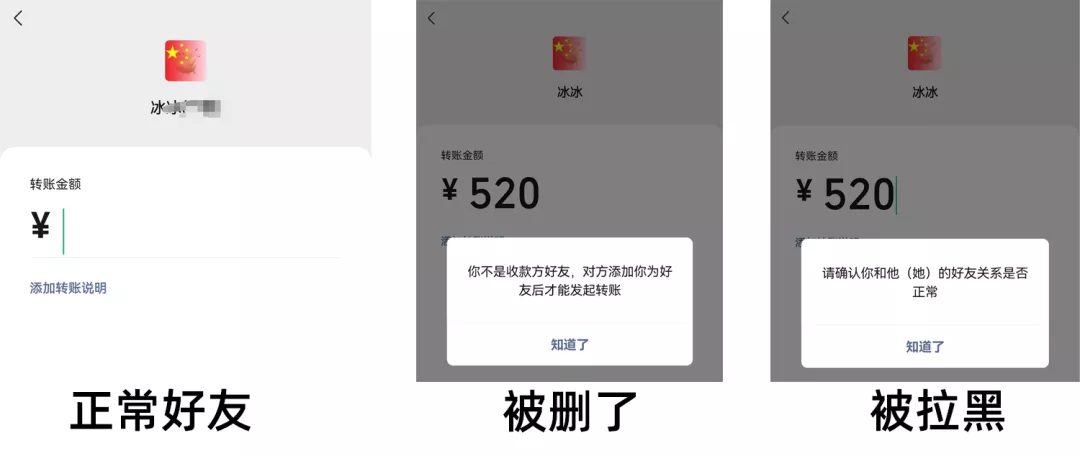 冰冰
转账金额
¥
添加转账说明
正常好友
冰冰
转账金额
¥ 520
你不是收款方好友，对方添加你为好
友后才能发起转账
知道了
被删了
冰冰
转账金额
¥ 520
请确认你和他（她）的好友关系是否
正常
知道了
被拉黑